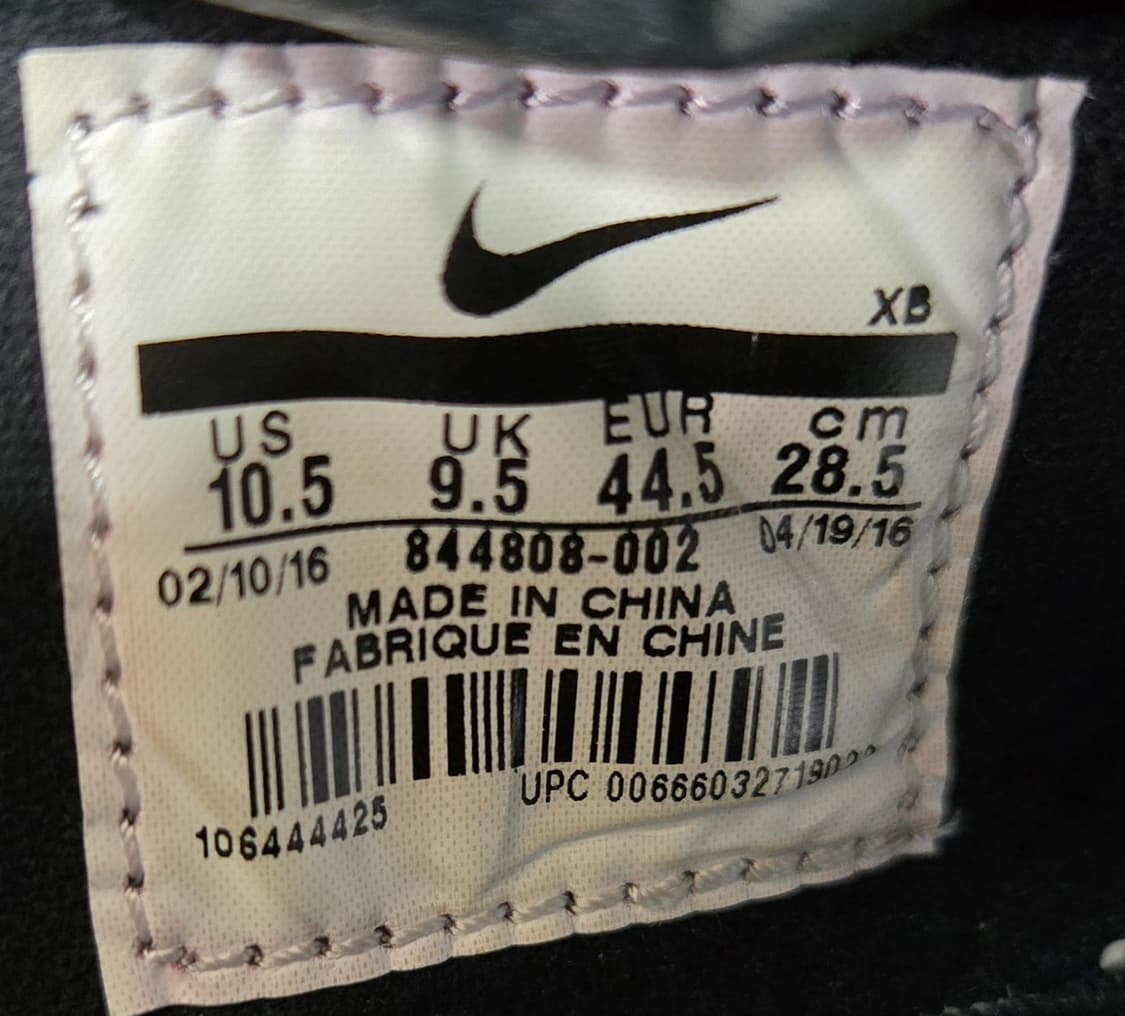 XB
US UK EUR cm
10.5 9.5 44.5 28.5
02/10/16 844808-002 04/19/16
MADE IN CHINA
FABRIQUE EN CHINE
UPC
106444425